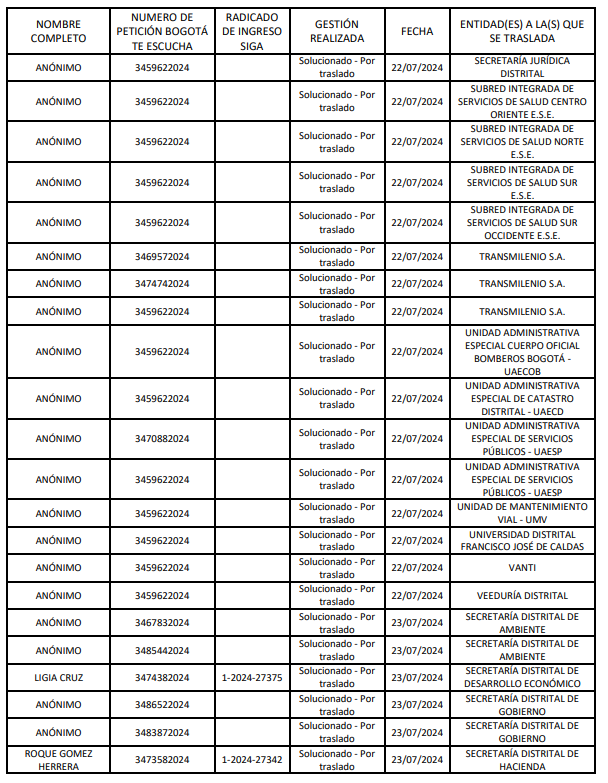 NOMBRE COMPLETO | NUMERO DE PETICIÓN BOGOTÁ TE ESCUCHA | RADICADO DE INGRESO SIGA | GESTIÓN REALIZADA | FECHA | ENTIDAD(ES) A LA(S) QUE SE TRASLADA
ANÓNIMO | 3459622024 | | Solucionado - Por traslado | 22/07/2024 | SECRETARÍA JURÍDICA DISTRITAL
ANÓNIMO | 3459622024 | | Solucionado - Por traslado | 22/07/2024 | SUBRED INTEGRADA DE SERVICIOS DE SALUD CENTRO ORIENTE E.S.E.
ANÓNIMO | 3459622024 | | Solucionado - Por traslado | 22/07/2024 | SUBRED INTEGRADA DE SERVICIOS DE SALUD NORTE E.S.E.
ANÓNIMO | 3459622024 | | Solucionado - Por traslado | 22/07/2024 | SUBRED INTEGRADA DE SERVICIOS DE SALUD SUR E.S.E.
ANÓNIMO | 3459622024 | | Solucionado - Por traslado | 22/07/2024 | SUBRED INTEGRADA DE SERVICIOS DE SALUD SUR OCCIDENTE E.S.E.
ANÓNIMO | 3469572024 | | Solucionado - Por traslado | 22/07/2024 | TRANSMILENIO S.A.
ANÓNIMO | 3474742024 | | Solucionado - Por traslado | 22/07/2024 | TRANSMILENIO S.A.
ANÓNIMO | 3459622024 | | Solucionado - Por traslado | 22/07/2024 | TRANSMILENIO S.A.
ANÓNIMO | 3459622024 | | Solucionado - Por traslado | 22/07/2024 | UNIDAD ADMINISTRATIVA ESPECIAL CUERPO OFICIAL BOMBEROS BOGOTÁ - UAECOB
ANÓNIMO | 3459622024 | | Solucionado - Por traslado | 22/07/2024 | UNIDAD ADMINISTRATIVA ESPECIAL DE CATASTRO DISTRITAL - UAECD
ANÓNIMO | 3470882024 | | Solucionado - Por traslado | 22/07/2024 | UNIDAD ADMINISTRATIVA ESPECIAL DE SERVICIOS PÚBLICOS - UAESP
ANÓNIMO | 3459622024 | | Solucionado - Por traslado | 22/07/2024 | UNIDAD ADMINISTRATIVA ESPECIAL DE SERVICIOS PÚBLICOS - UAESP
ANÓNIMO | 3459622024 | | Solucionado - Por traslado | 22/07/2024 | UNIDAD DE MANTENIMIENTO VIAL - UMV
ANÓNIMO | 3459622024 | | Solucionado - Por traslado | 22/07/2024 | UNIVERSIDAD DISTRITAL FRANCISCO JOSÉ DE CALDAS
ANÓNIMO | 3459622024 | | Solucionado - Por traslado | 22/07/2024 | VANTI
ANÓNIMO | 3459622024 | | Solucionado - Por traslado | 22/07/2024 | VEEDURÍA DISTRITAL
ANÓNIMO | 3467832024 | | Solucionado - Por traslado | 23/07/2024 | SECRETARÍA DISTRITAL DE AMBIENTE
ANÓNIMO | 3485442024 | | Solucionado - Por traslado | 23/07/2024 | SECRETARÍA DISTRITAL DE AMBIENTE
LIGIA CRUZ | 3474382024 | 1-2024-27375 | Solucionado - Por traslado | 23/07/2024 | SECRETARÍA DISTRITAL DE DESARROLLO ECONÓMICO
ANÓNIMO | 3486522024 | | Solucionado - Por traslado | 23/07/2024 | SECRETARÍA DISTRITAL DE GOBIERNO
ANÓNIMO | 3483872024 | | Solucionado - Por traslado | 23/07/2024 | SECRETARÍA DISTRITAL DE GOBIERNO
ROQUE GOMEZ HERRERA | 3473582024 | 1-2024-27342 | Solucionado - Por traslado | 23/07/2024 | SECRETARÍA DISTRITAL DE HACIENDA